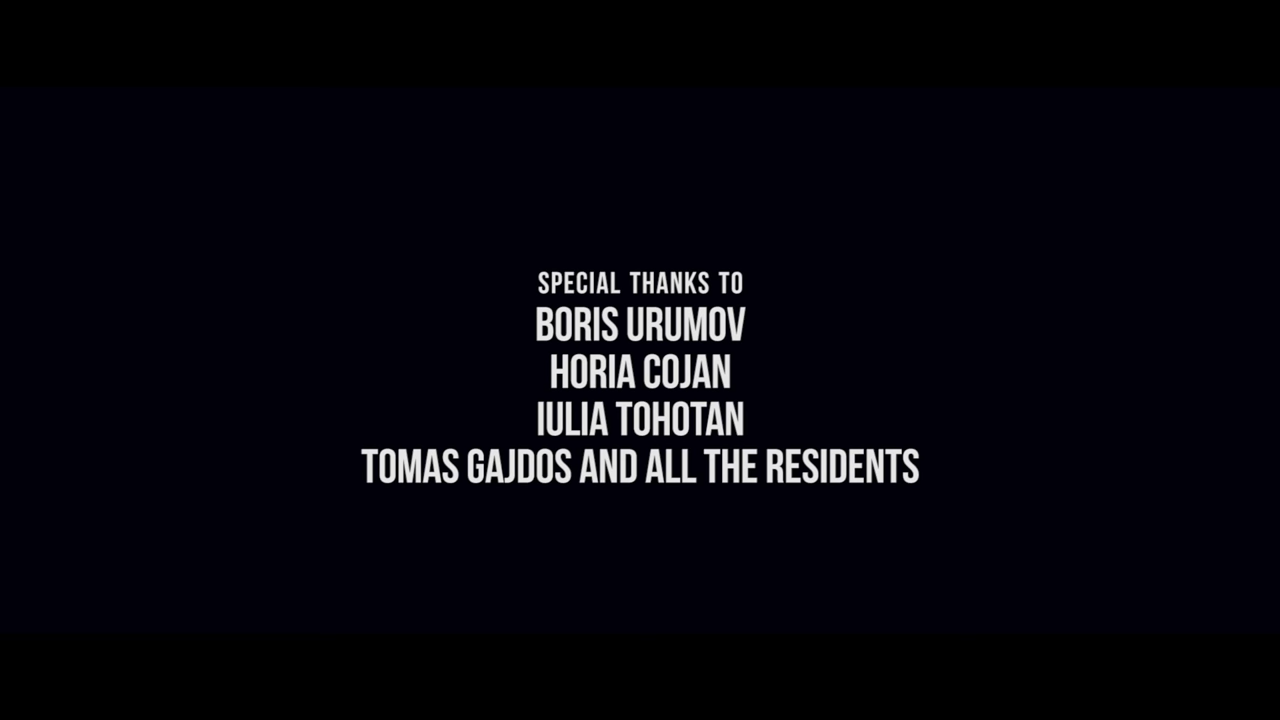 SPECIAL THANKS TO
BORIS URUMOV
HORIA COJAN
IULIA TOHOTAN
TOMAS GAJDOS AND ALL THE RESIDENTS